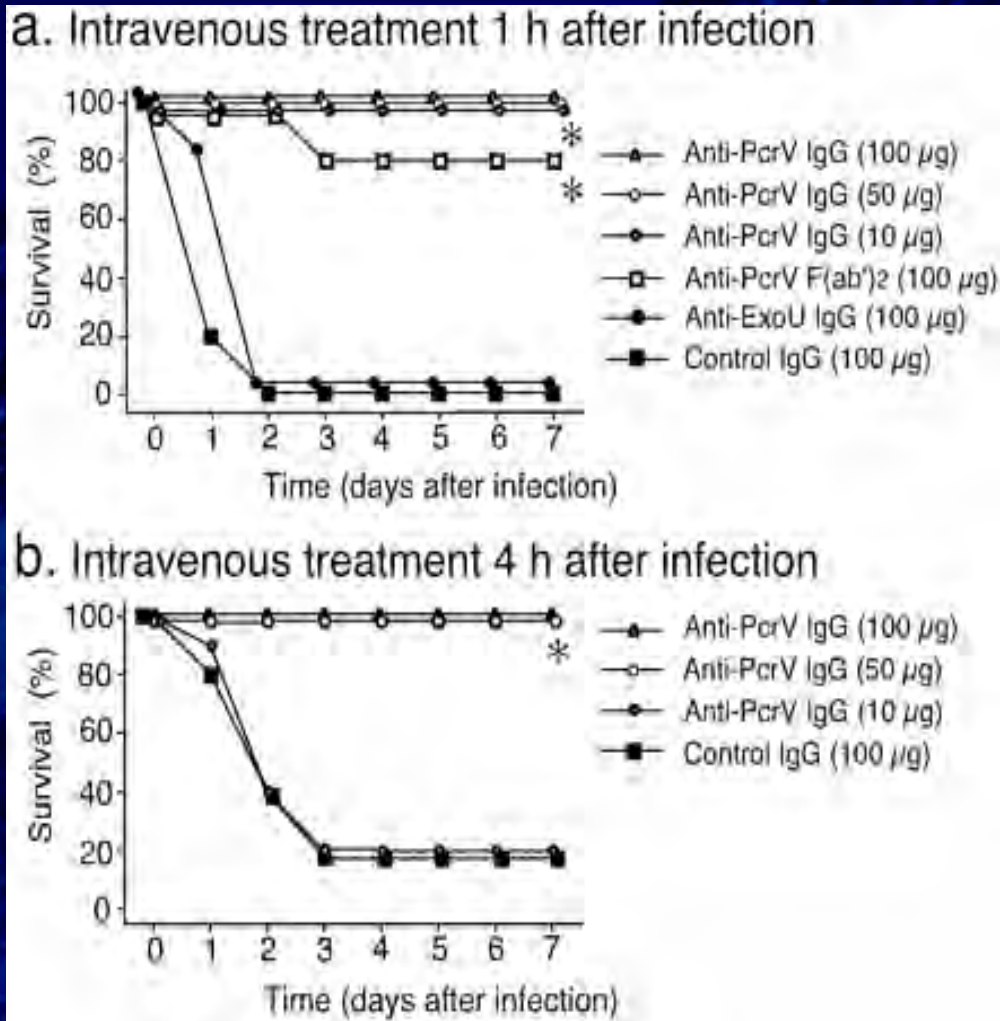 a. Intravenous treatment 1 h after infection
Survival (%)
100
80
60
40
20
0
*
*
0 1 2 3 4 5 6 7
Time (days after infection)
Anti-PcrV IgG (100 µg)
Anti-PcrV IgG (50 µg)
Anti-PcrV IgG (10 µg)
Anti-PcrV F(ab')2 (100 µg)
Anti-ExoU IgG (100 µg)
Control IgG (100 µg)
b. Intravenous treatment 4 h after infection
Survival (%)
100
80
60
40
20
0
*
0 1 2 3 4 5 6 7
Time (days after infection)
Anti-PcrV IgG (100 µg)
Anti-PcrV IgG (50 µg)
Anti-PcrV IgG (10 µg)
Control IgG (100 µg)